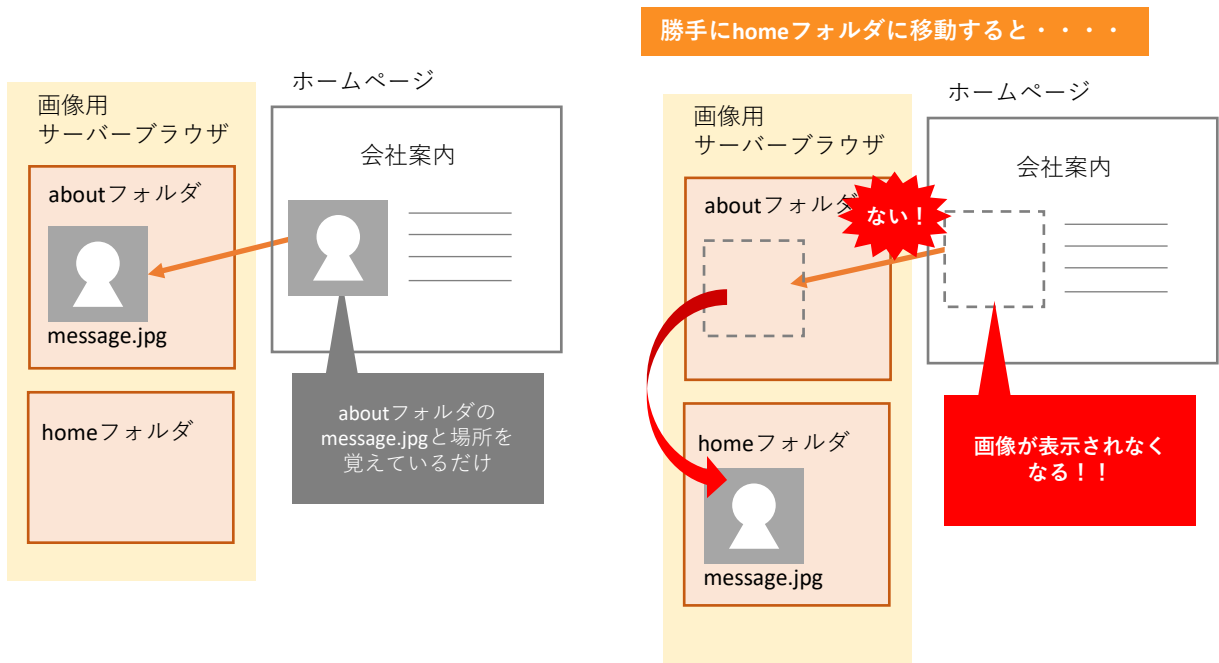 ホームページ
画像用
サーバーブラウザ
会社案内
aboutフォルダ
message.jpg
homeフォルダ
aboutフォルダの
message.jpgと場所を
覚えているだけ
勝手にhomeフォルダに移動すると・・・・
ホームページ
画像用
サーバーブラウザ
会社案内
aboutフォルダ
ない！
homeフォルダ
message.jpg
画像が表示されなく
なる！！